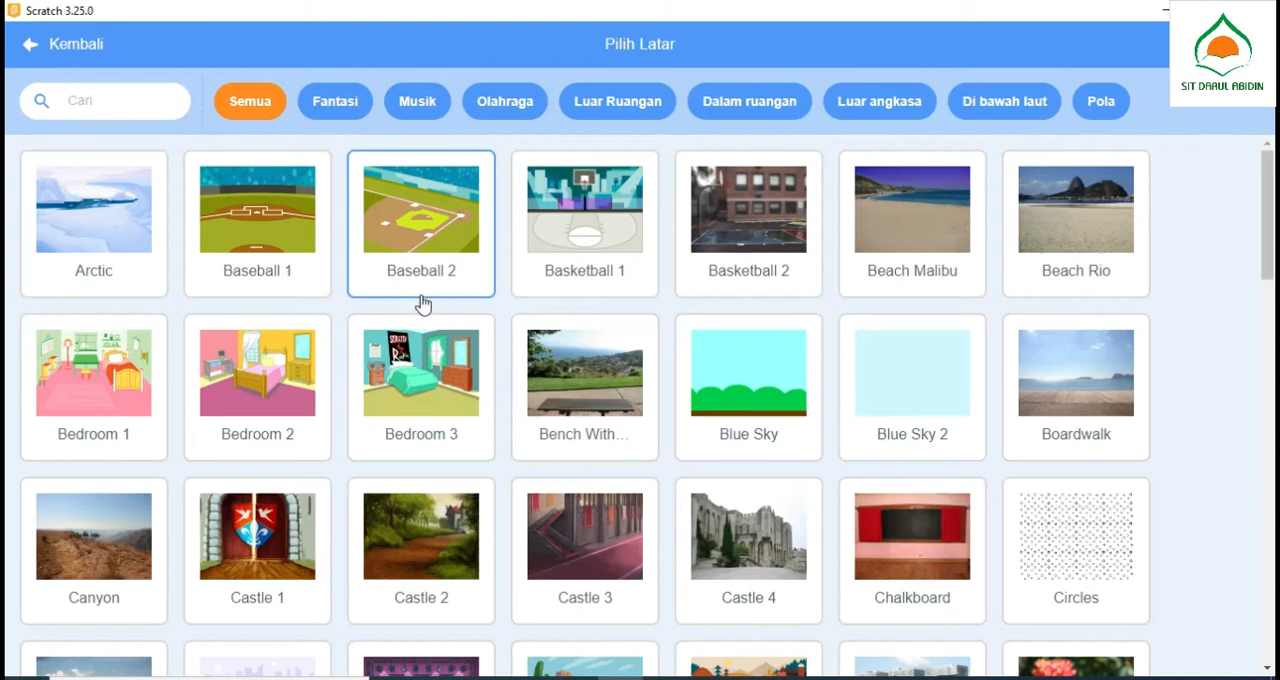 Scratch 3.25.0
Kembali
Pilih Latar
SIT DARUL ABIDIN
Cari
Semua
Fantasi
Musik
Olahraga
Luar Ruangan
Dalam ruangan
Luar angkasa
Di bawah laut
Pola
Arctic
Baseball 1
Baseball 2
Basketball 1
Basketball 2
Beach Malibu
Beach Rio
Bedroom 1
Bedroom 2
Bedroom 3
Bench With...
Blue Sky
Blue Sky 2
Boardwalk
Canyon
Castle 1
Castle 2
Castle 3
Castle 4
Chalkboard
Circles